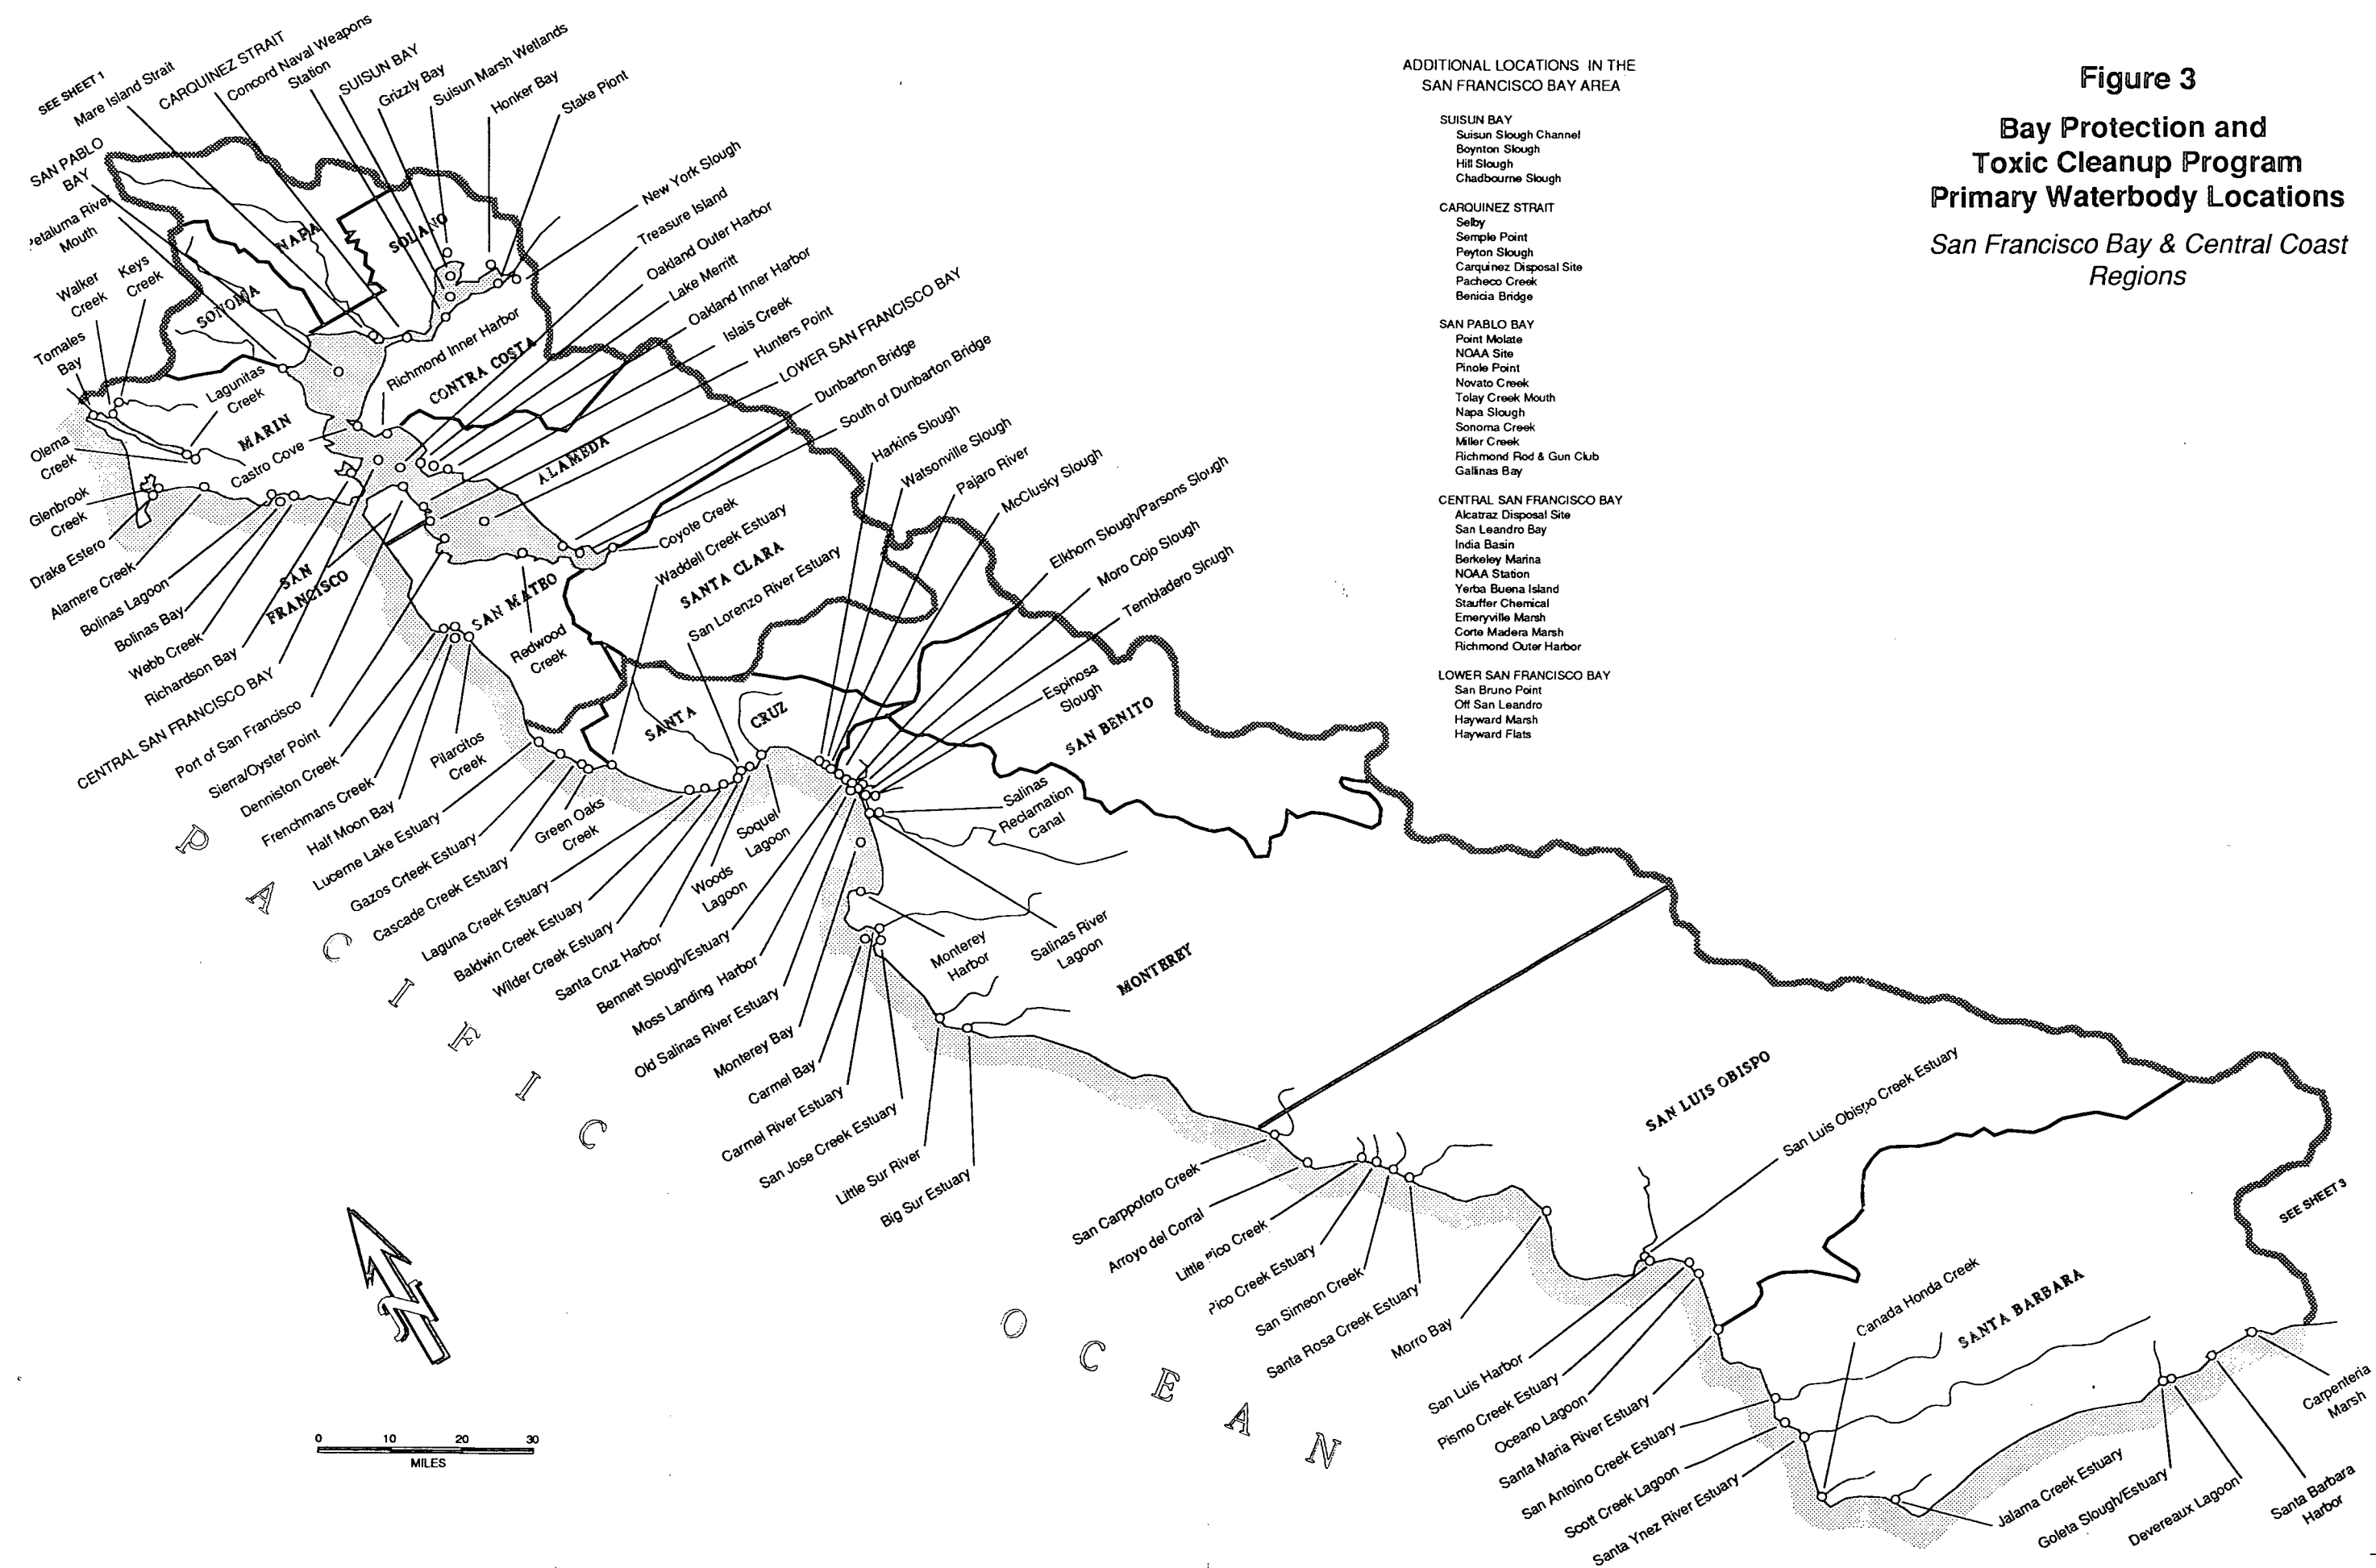 Figure 3
Bay Protection and
Toxic Cleanup Program
Primary Waterbody Locations
San Francisco Bay & Central Coast
Regions
ADDITIONAL LOCATIONS IN THE
SAN FRANCISCO BAY AREA
SUISUN BAY
Suisun Slough Channel
Boynton Slough
Hill Slough
Chadbourne Slough
CARQUINEZ STRAIT
Selby
Semple Point
Peyton Slough
Carquinez Disposal Site
Pacheco Creek
Benicia Bridge
SAN PABLO BAY
Point Molate
NOAA Site
Pinole Point
Novato Creek
Tolay Creek Mouth
Napa Slough
Sonoma Creek
Miller Creek
Richmond Rod & Gun Club
Gallinas Bay
CENTRAL SAN FRANCISCO BAY
Alcatraz Disposal Site
San Leandro Bay
India Basin
Berkeley Marina
NOAA Station
Yerba Buena Island
Stauffer Chemical
Emeryville Marsh
Corte Madera Marsh
Richmond Outer Harbor
LOWER SAN FRANCISCO BAY
San Bruno Point
Off San Leandro
Hayward Marsh
Hayward Flats
SEE SHEET 1
Mare Island Strait
CARQUINEZ STRAIT
Concord Naval Weapons
Station
SUISUN BAY
Grizzly Bay
Suisun Marsh Wetlands
Honker Bay
Stake Piont
New York Slough
Treasure Island
Oakland Outer Harbor
Lake Merritt
Oakland Inner Harbor
Islais Creek
Hunters Point
LOWER SAN FRANCISCO BAY
Dunbarton Bridge
South of Dunbarton Bridge
Harkins Slough
Watsonville Slough
Pajaro River
McClusky Slough
Elkhorn Slough/Parsons Slough
Moro Cojo Slough
Tembladero Slough
Espinosa
Slough
Salinas
Reclamation
Canal
Salinas River
Lagoon
Monterey
Harbor
SAN PABLO
BAY
Petaluma River
Mouth
Walker
Creek
Keys
Creek
Tomales
Bay
Lagunitas
Creek
Richmond Inner Harbor
Castro Cove
Olema
Creek
Glenbrook
Creek
Drake Estero
Alamere Creek
Bolinas Lagoon
Bolinas Bay
Webb Creek
Richardson Bay
CENTRAL SAN FRANCISCO BAY
Port of San Francisco
Sierra/Oyster Point
Denniston Creek
Frenchmans Creek
Half Moon Bay
Pilarcitos
Creek
Redwood
Creek
Coyote Creek
Waddell Creek Estuary
San Lorenzo River Estuary
Lucerne Lake Estuary
Gazos Crteek Estuary
Cascade Creek Estuary
Green Oaks
Creek
Laguna Creek Estuary
Baldwin Creek Estuary
Wilder Creek Estuary
Santa Cruz Harbor
Woods
Lagoon
Soquel
Lagoon
Bennett Slough/Estuary
Moss Landing Harbor
Old Salinas River Estuary
Monterey Bay
Carmel Bay
Carmel River Estuary
San Jose Creek Estuary
Little Sur River
Big Sur Estuary
San Carppoforo Creek
Arroyo del Corral
Little Pico Creek
Pico Creek Estuary
San Simeon Creek
Santa Rosa Creek Estuary
Morro Bay
San Luis Obispo Creek Estuary
San Luis Harbor
Pismo Creek Estuary
Oceano Lagoon
Santa Maria River Estuary
San Antoino Creek Estuary
Scott Creek Lagoon
Santa Ynez River Estuary
Canada Honda Creek
Jalama Creek Estuary
Goleta Slough/Estuary
Devereaux Lagoon
Santa Barbara
Harbor
Carpenteria
Marsh
SEE SHEET 3
NAPA
SOLANO
SONOMA
MARIN
CONTRA COSTA
ALAMEDA
SAN
FRANCISCO
SAN MATEO
SANTA CLARA
SANTA CRUZ
SAN BENITO
MONTEREY
SAN LUIS OBISPO
SANTA BARBARA
PACIFIC
OCEAN
N
0 10 20 30
MILES